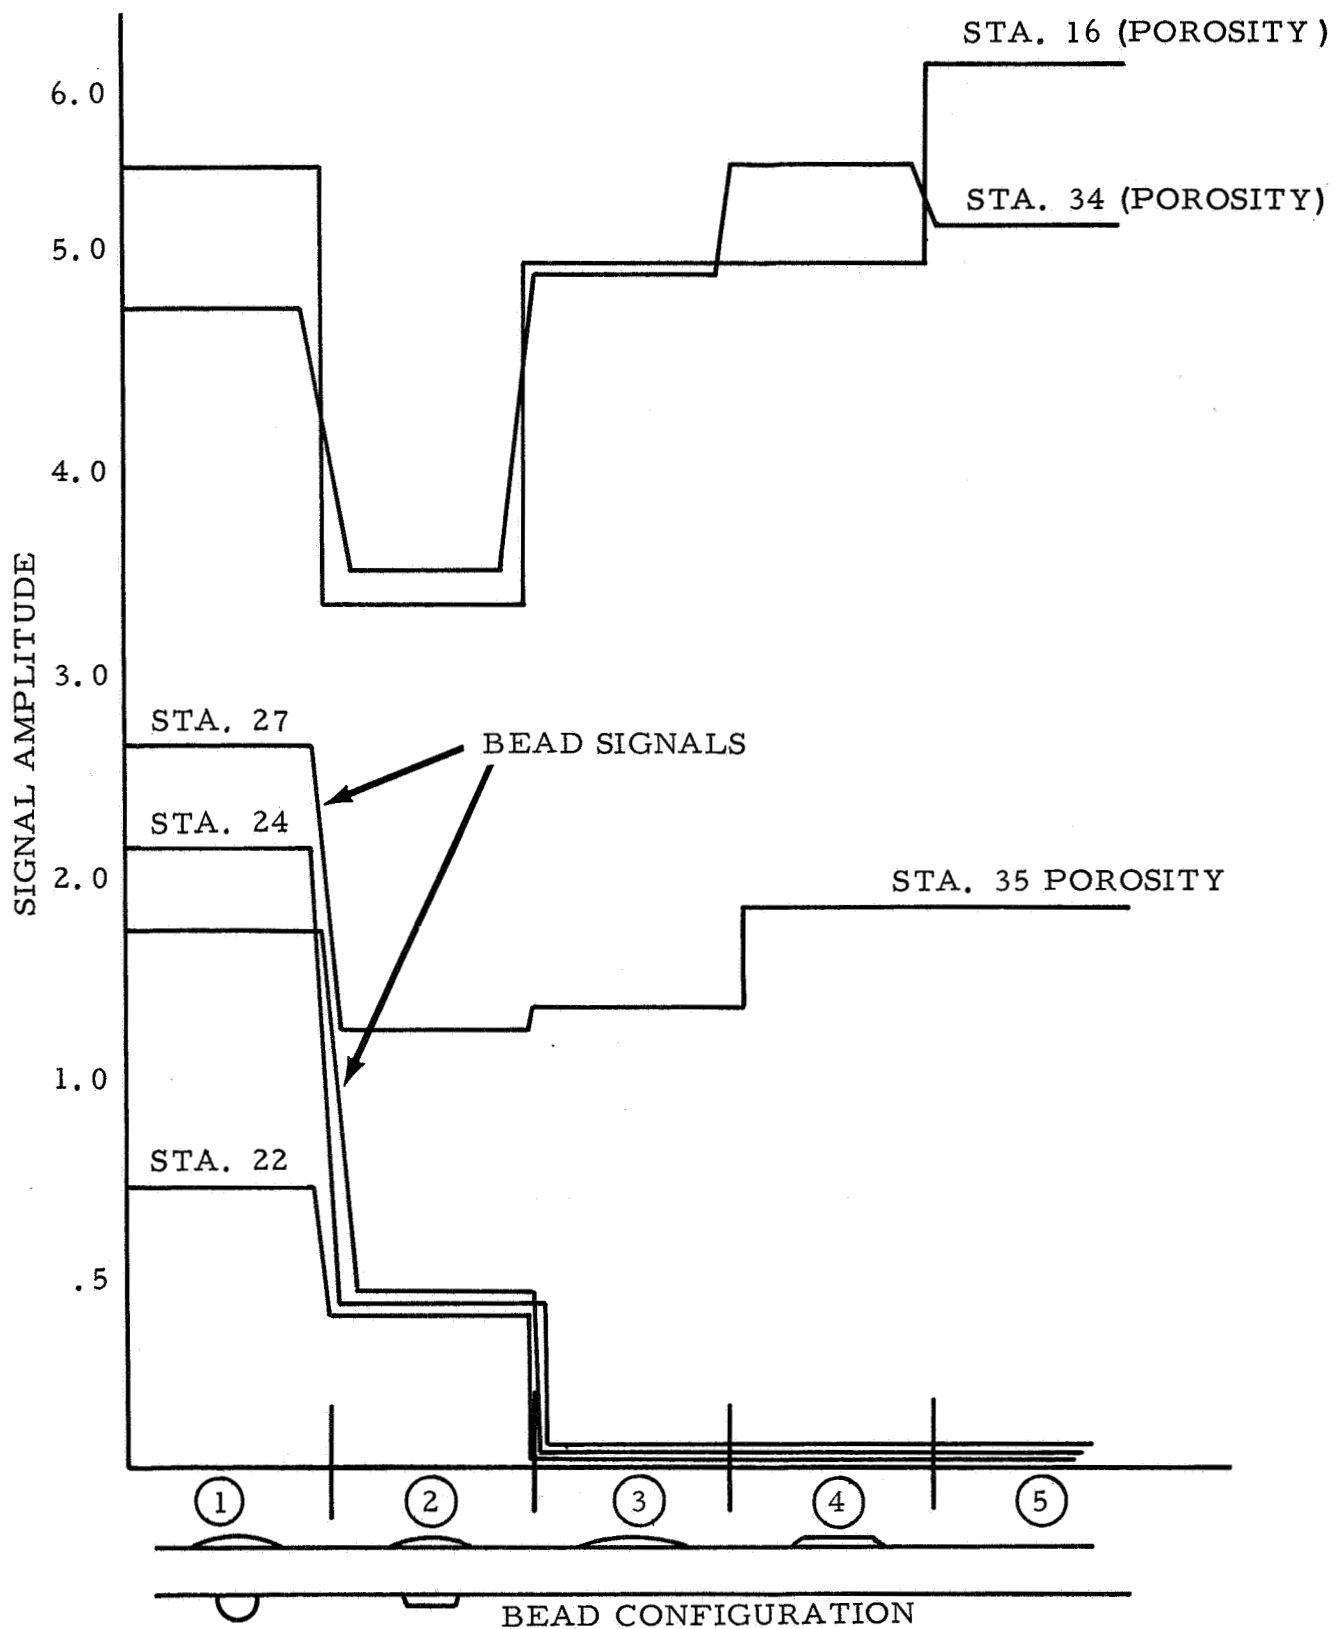 STA. 16 (POROSITY)
6.0
STA. 34 (POROSITY)
5.0
4.0
3.0
SIGNAL AMPLITUDE
STA. 27
BEAD SIGNALS
STA. 24
2.0
STA. 35 POROSITY
1.0
STA. 22
.5
1 2 3 4 5
BEAD CONFIGURATION